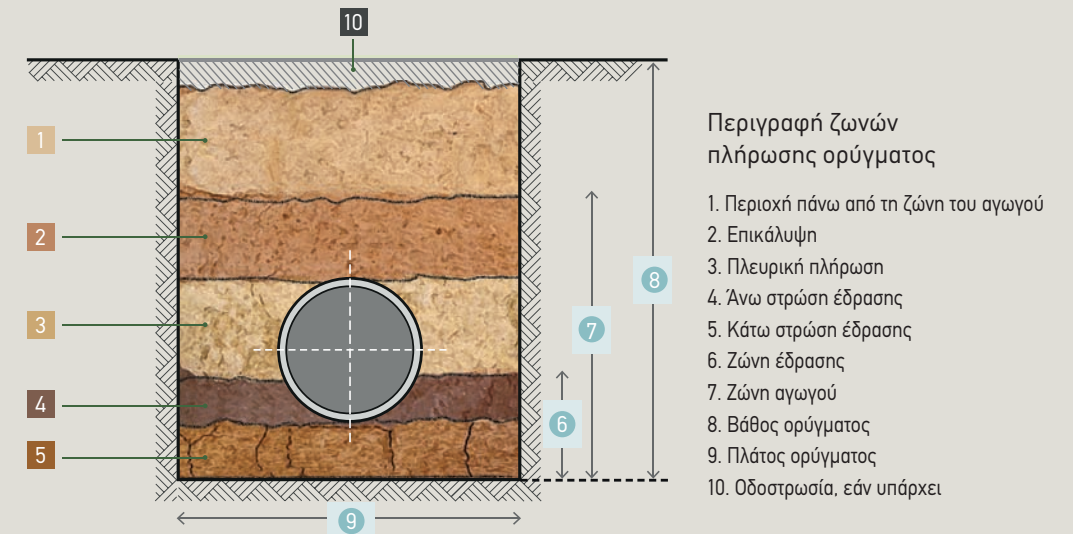 10
1
2
3
4
5
6
7
8
9
Περιγραφή ζωνών
πλήρωσης ορύγματος
1. Περιοχή πάνω από τη ζώνη του αγωγού
2. Επικάλυψη
3. Πλευρική πλήρωση
4. Άνω στρώση έδρασης
5. Κάτω στρώση έδρασης
6. Ζώνη έδρασης
7. Ζώνη αγωγού
8. Βάθος ορύγματος
9. Πλάτος ορύγματος
10. Οδοστρωσία, εάν υπάρχει